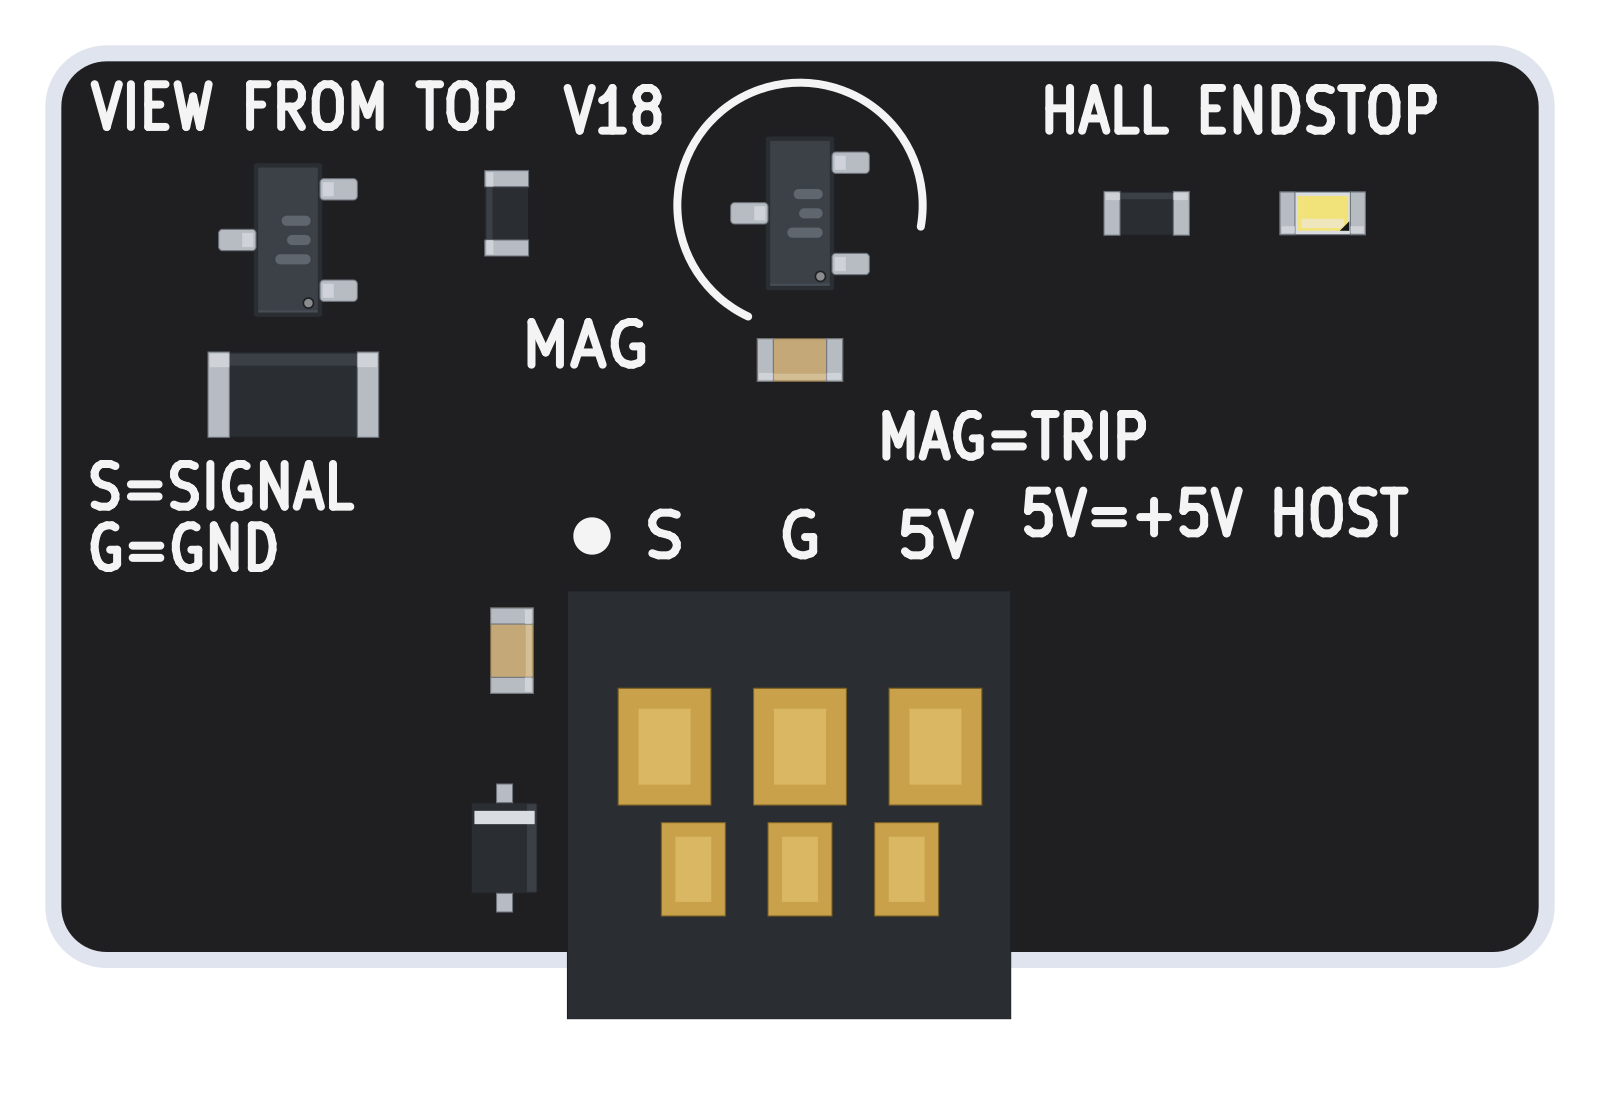 VIEW FROM TOP V18
HALL ENDSTOP
MAG
MAG=TRIP
S=SIGNAL
G=GND
5V=+5V HOST
S G 5V